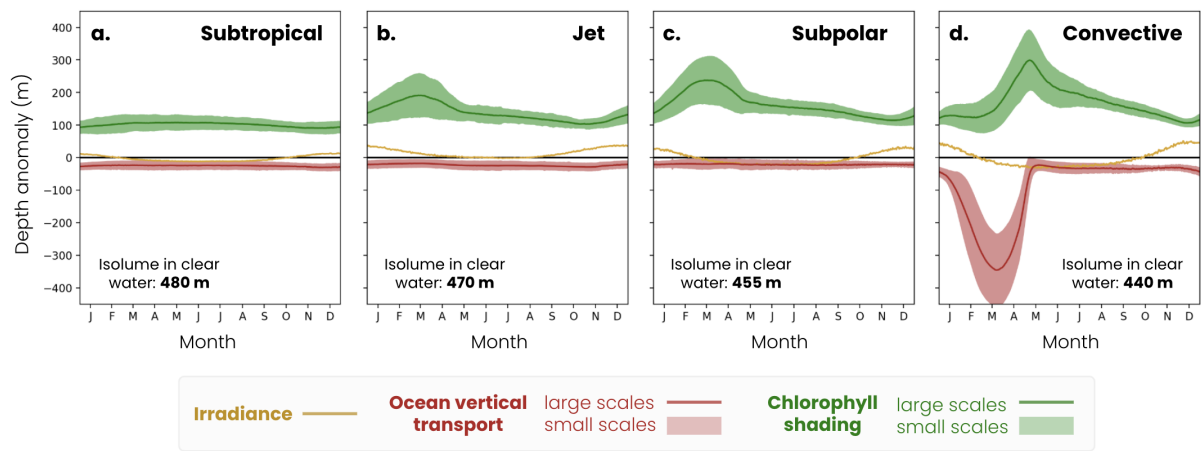 a. Subtropical
b. Jet
c. Subpolar
d. Convective
Depth anomaly (m)
400
300
200
100
0
−100
−200
−300
−400
Isolume in clear
water: 480 m
Isolume in clear
water: 470 m
Isolume in clear
water: 455 m
Isolume in clear
water: 440 m
J F M A M J J A S O N D
J F M A M J J A S O N D
J F M A M J J A S O N D
J F M A M J J A S O N D
Month
Month
Month
Month
Irradiance
Ocean vertical
transport
large scales
small scales
Chlorophyll
shading
large scales
small scales